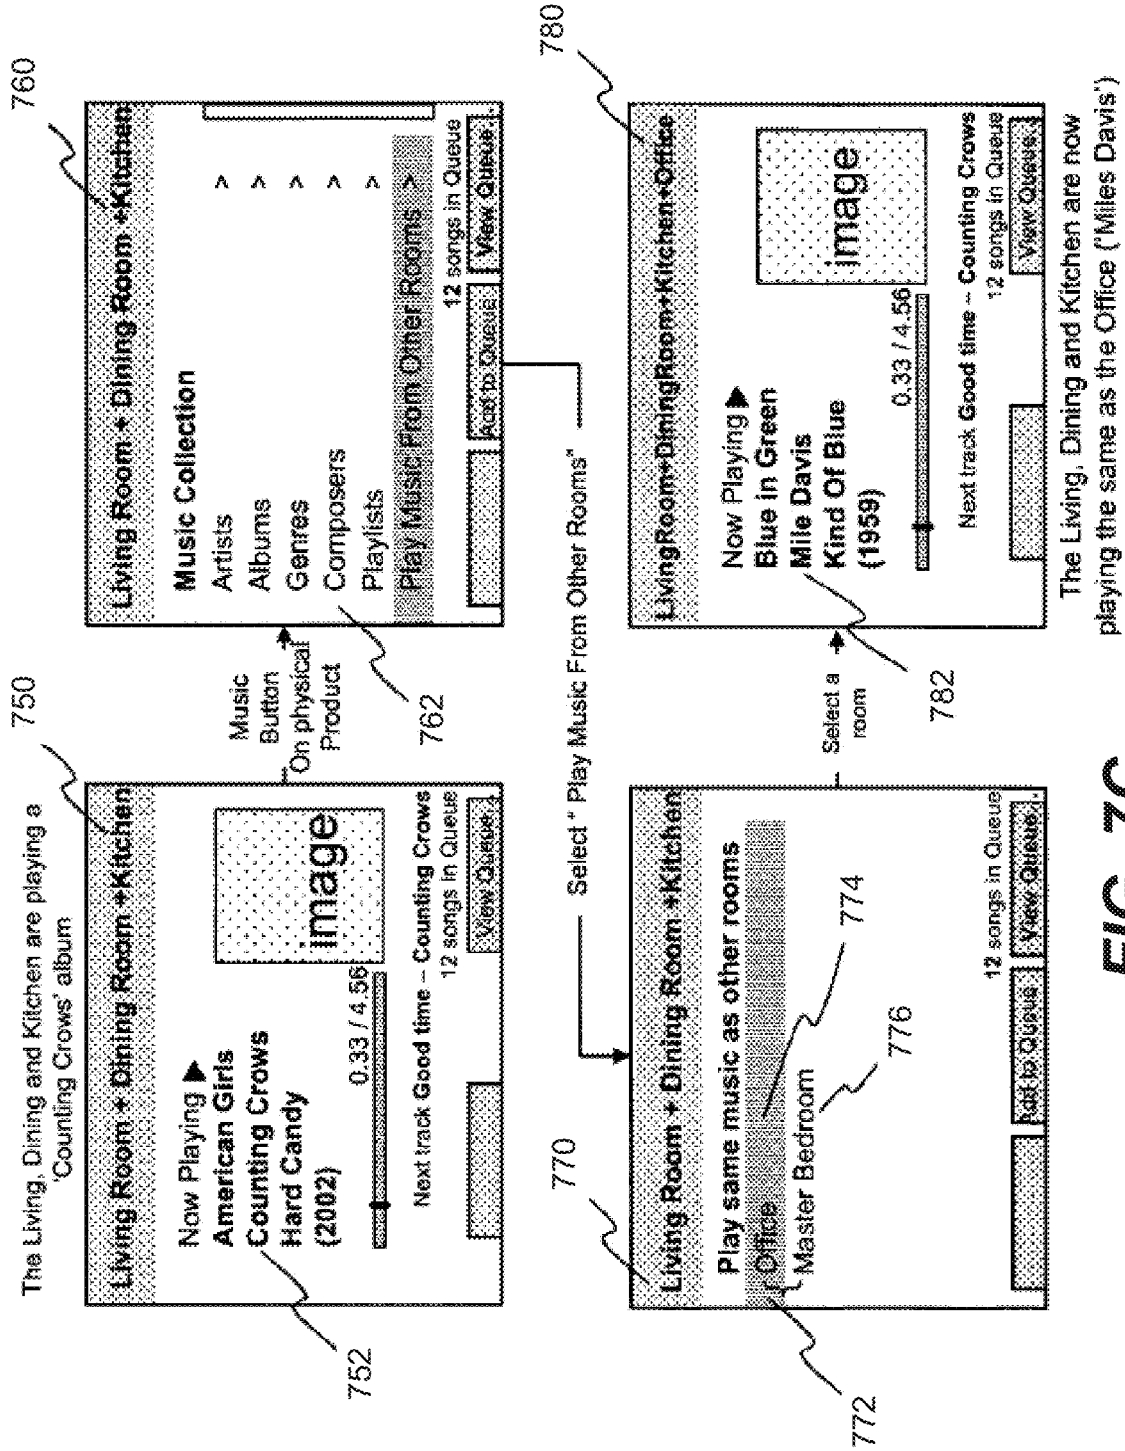 The Living, Dining and Kitchen are playing a
'Counting Crows' album
750
Living Room + Dining Room +Kitchen
Now Playing
American Girls
Counting Crows
Hard Candy
(2002)
image
0.33 / 4.56
Next track Good time – Counting Crows
12 songs in Queue
View Queue
752
Music
Button
On physical
Product
760
Living Room + Dining Room +Kitchen
Music Collection
Artists >
Albums >
Genres >
Composers >
Playlists >
Play Music From Other Rooms >
12 songs in Queue
Add to Queue
View Queue
762
Select " Play Music From Other Rooms"
770
Living Room + Dining Room +Kitchen
Play same music as other rooms
Office
Master Bedroom
12 songs in Queue
Add to Queue
View Queue
772
774
776
Select a
room
780
LivingRoom+DiningRoom+Kitchen+Office
Now Playing
Blue in Green
Mile Davis
Kind Of Blue
(1959)
image
0.33 / 4.56
Next track Good time – Counting Crows
12 songs in Queue
View Queue
782
The Living, Dining and Kitchen are now
playing the same as the Office ('Miles Davis')
FIG. 7C